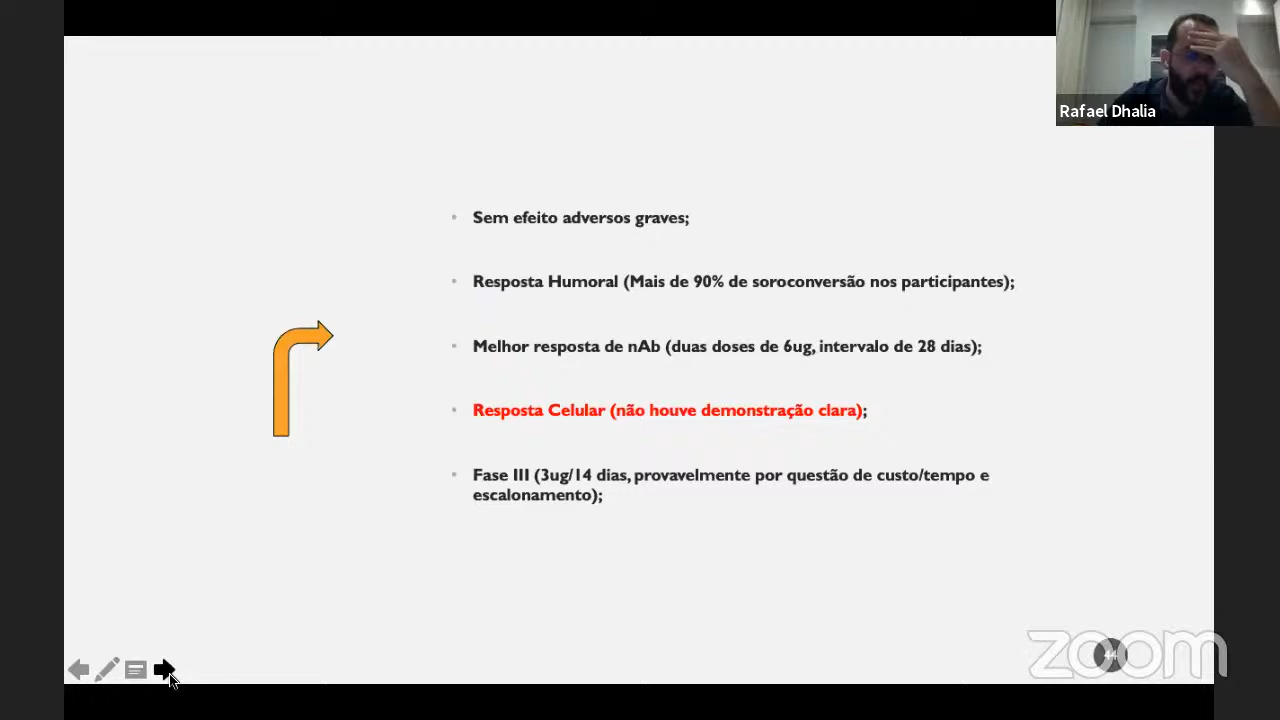 Rafael Dhalia
• Sem efeito adversos graves;
• Resposta Humoral (Mais de 90% de soroconversão nos participantes);
• Melhor resposta de nAb (duas doses de 6ug, intervalo de 28 dias);
• Resposta Celular (não houve demonstração clara);
• Fase III (3ug/14 dias, provavelmente por questão de custo/tempo e
escalonamento);
zoom
44